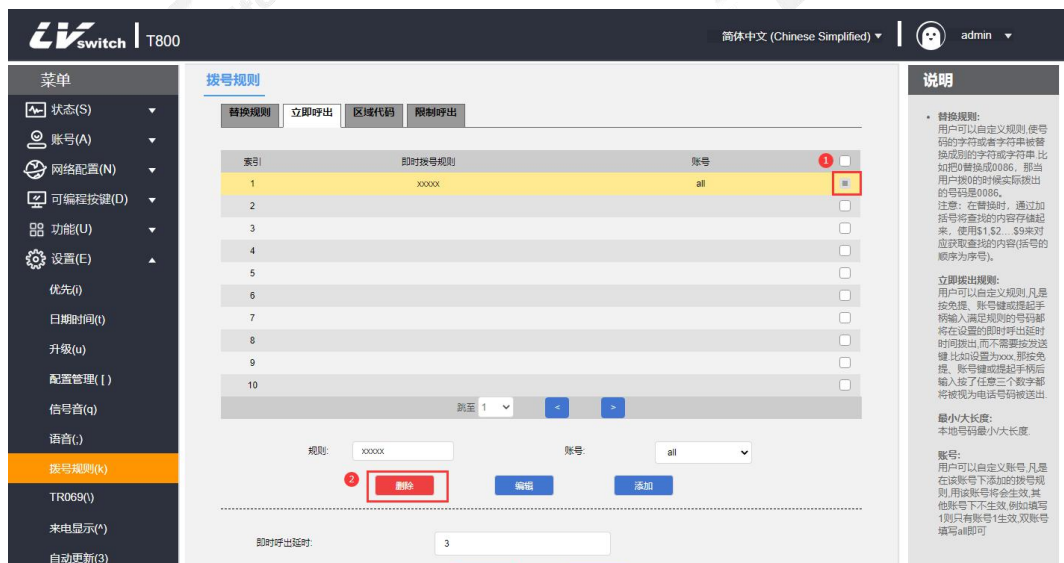 LVswitch T800
简体中文 (Chinese Simplified)
admin
菜单
状态(S)
账号(A)
网络配置(N)
可编程按键(D)
功能(U)
设置(E)
优先(i)
日期时间(t)
升级(u)
配置管理( [ )
信号音(q)
语音(;)
拨号规则(k)
TR069(\)
来电显示(^)
自动更新(3)
拨号规则
替换规则 立即呼出 区域代码 限制呼出
索引 即时拨号规则 账号 1
1 xxxxx all
2
3
4
5
6
7
8
9
10
跳至 1 < >
规则: xxxxx 账号: all
2 删除 编辑 添加
即时呼出延时: 3
说明
• 替换规则:
用户可以自定义规则,使号
码的字符或者字符串被替
换成别的字符或字符串.比
如把0替换成0086，那当
用户拨0的时候实际拨出
的号码是0086。
注意：在替换时，通过加
括号将查找的内容存储起
来，使用$1,$2.... $9来对
应获取查找的内容(括号的
顺序为序号)。
立即拨出规则:
用户可以自定义规则,凡是
按免提、账号键或提起手
柄输入满足规则的号码都
将在设置的即时呼出延时
时间拨出,而不需要按发送
键.比如设置为xxx,那按免
提、账号键或提起手柄后
输入按了任意三个数字都
将被视为电话号码被送出.
最小/大长度:
本地号码最小/大长度.
账号:
用户可以自定义账号,凡是
在该账号下添加的拨号规
则,用该账号将会生效,其
他账号下不生效,例如填写
1则只有账号1生效,双账号
填写all即可